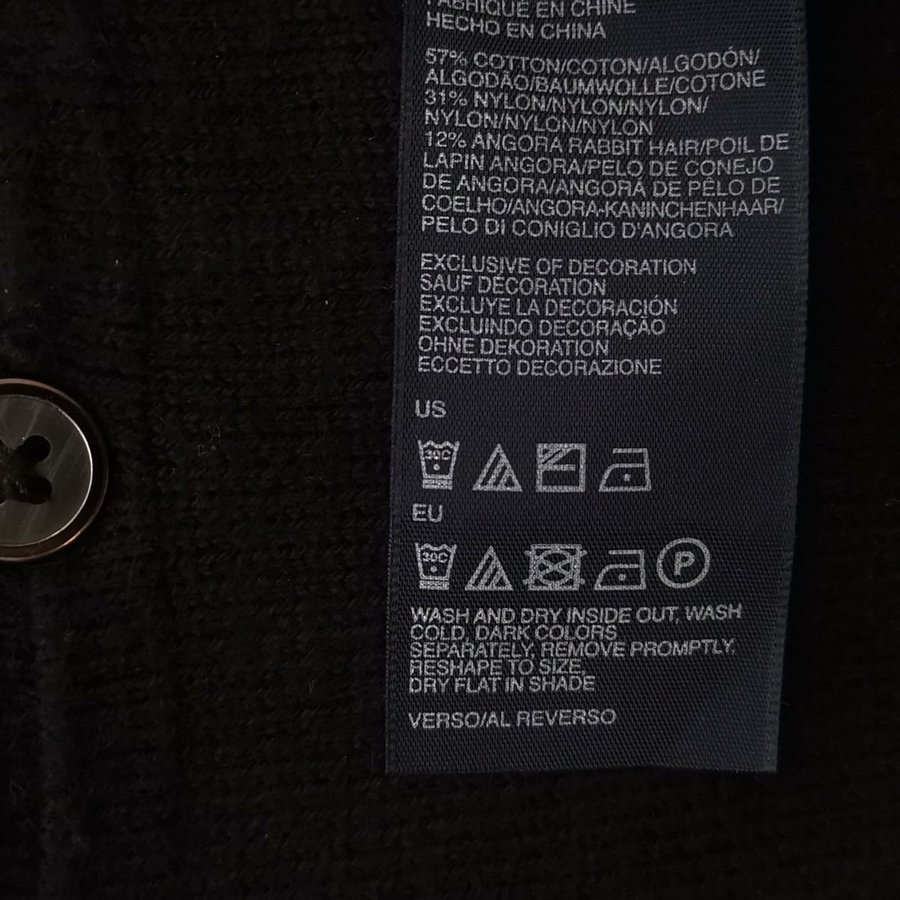 FABRIQUÉ EN CHINE
HECHO EN CHINA
57% COTTON/COTON/ALGODÓN/
ALGODÃO/BAUMWOLLE/COTONE
31% NYLON/NYLON/NYLON/
NYLON/NYLON/NYLON
12% ANGORA RABBIT HAIR/POIL DE
LAPIN ANGORA/PELO DE CONEJO
DE ANGORA/ANGORÁ DE PÊLO DE
COELHO/ANGORA-KANINCHENHAAR/
PELO DI CONIGLIO D'ANGORA
EXCLUSIVE OF DECORATION
SAUF DÉCORATION
EXCLUYE LA DECORACIÓN
EXCLUINDO DECORAÇÃO
OHNE DEKORATION
ECCETTO DECORAZIONE
US
30C
EU
30C P
WASH AND DRY INSIDE OUT, WASH
COLD, DARK COLORS
SEPARATELY, REMOVE PROMPTLY,
RESHAPE TO SIZE,
DRY FLAT IN SHADE
VERSO/AL REVERSO